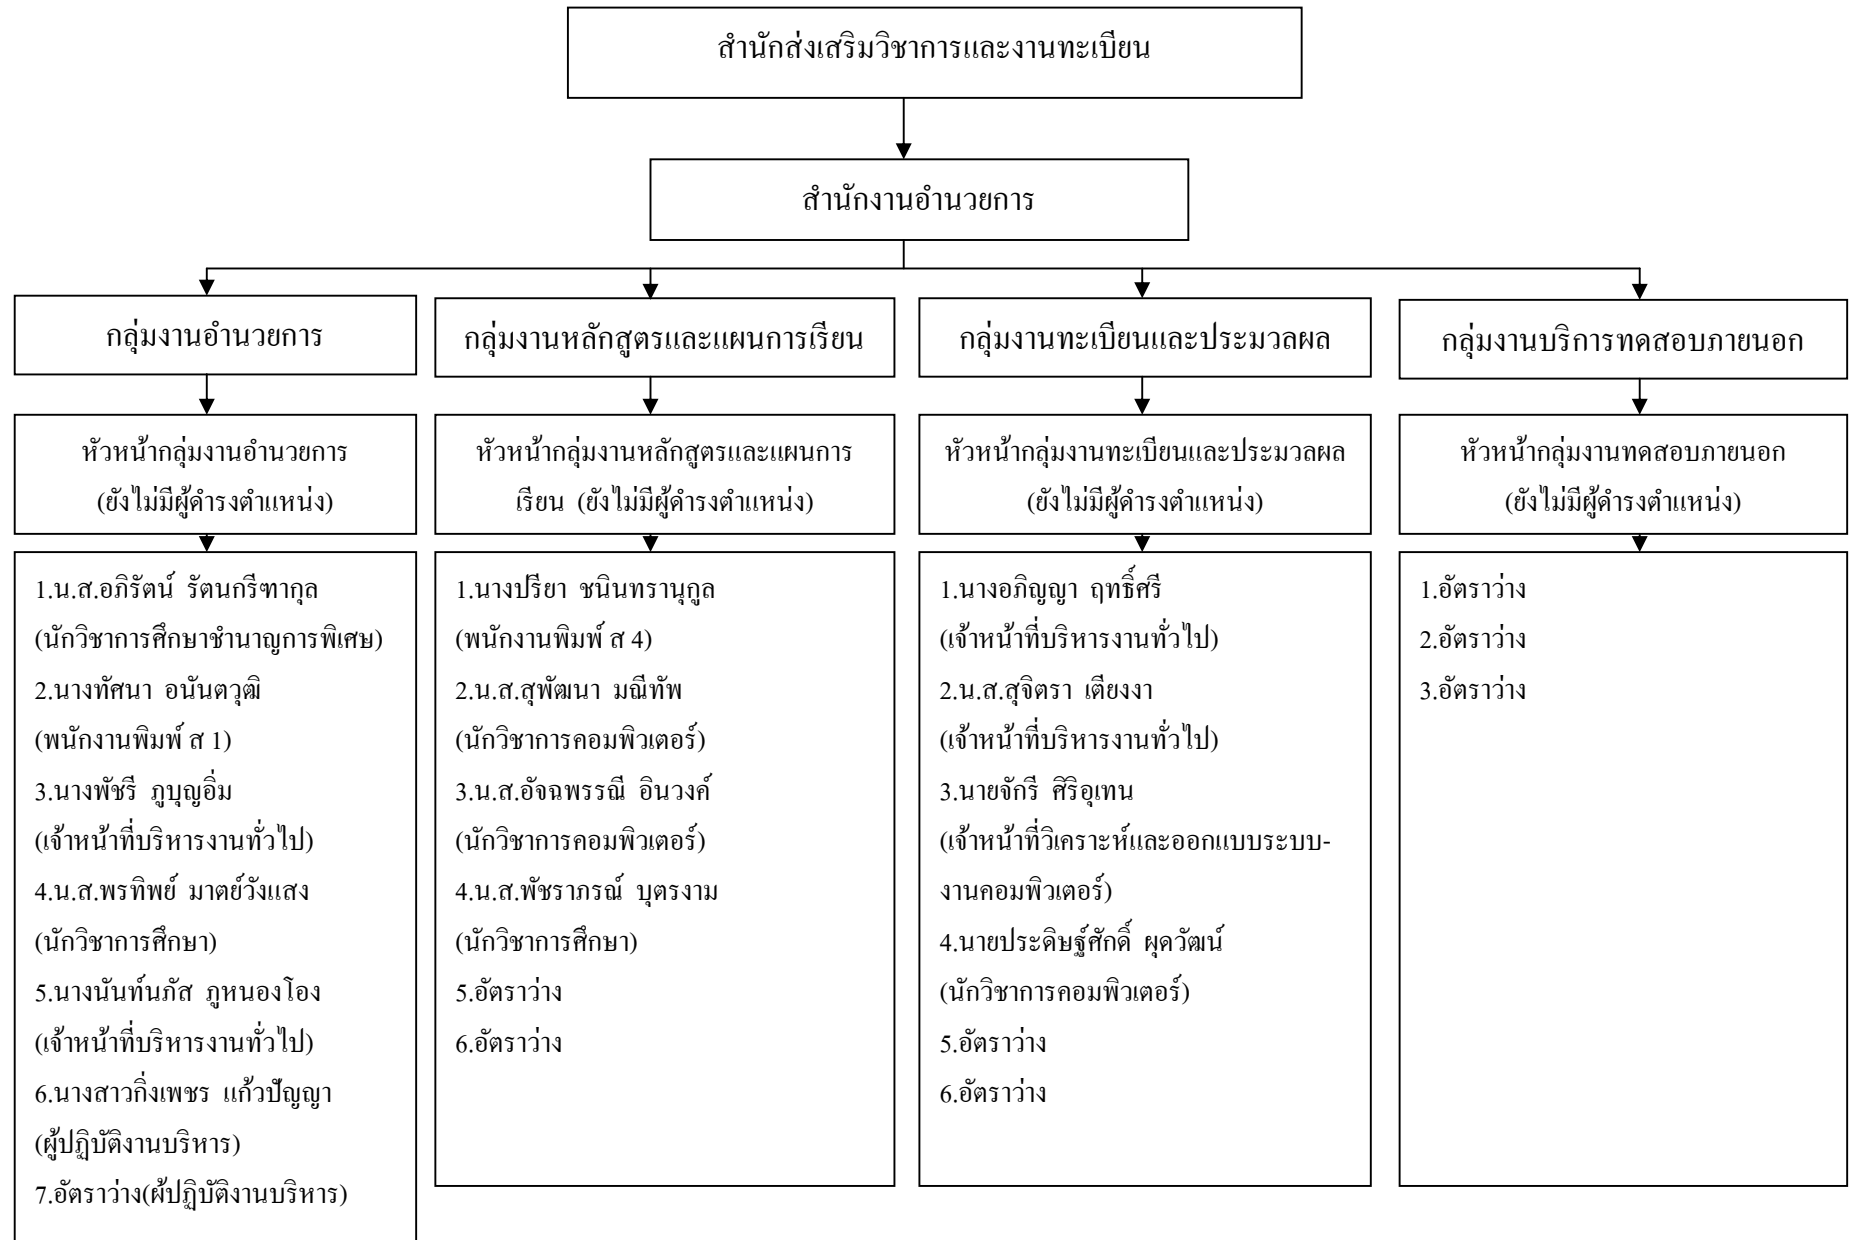 สำนักส่งเสริมวิชาการและงานทะเบียน
สำนักงานอำนวยการ
กลุ่มงานอำนวยการ
หัวหน้ากลุ่มงานอำนวยการ
(ยังไม่มีผู้ดำรงตำแหน่ง)
1.น.ส.อภิรัตน์ รัตนกรีฑากุล
(นักวิชาการศึกษาชำนาญการพิเศษ)
2.นางทัศนา อนันตวุฒิ
(พนักงานพิมพ์ ส 1)
3.นางพัชรี ภูบุญอิ่ม
(เจ้าหน้าที่บริหารงานทั่วไป)
4.น.ส.พรทิพย์ มาตย์วังแสง
(นักวิชาการศึกษา)
5.นางนันท์นภัส ภูหนองโอง
(เจ้าหน้าที่บริหารงานทั่วไป)
6.นางสาวกิ่งเพชร แก้วปัญญา
(ผู้ปฏิบัติงานบริหาร)
7.อัตราว่าง(ผ้ปฏิบัติงานบริหาร)
กลุ่มงานหลักสูตรและแผนการเรียน
หัวหน้ากลุ่มงานหลักสูตรและแผนการ
เรียน (ยังไม่มีผู้ดำรงตำแหน่ง)
1.นางปรียา ชนินทรานุกูล
(พนักงานพิมพ์ ส 4)
2.น.ส.สุพัฒนา มณีทัพ
(นักวิชาการคอมพิวเตอร์)
3.น.ส.อัจฉพรรณี อินวงค์
(นักวิชาการคอมพิวเตอร์)
4.น.ส.พัชราภรณ์ บุตรงาม
(นักวิชาการศึกษา)
5.อัตราว่าง
6.อัตราว่าง
กลุ่มงานทะเบียนและประมวลผล
หัวหน้ากลุ่มงานทะเบียนและประมวลผล
(ยังไม่มีผู้ดำรงตำแหน่ง)
1.นางอภิญญา ฤทธิ์ศรี
(เจ้าหน้าที่บริหารงานทั่วไป)
2.น.ส.สุจิตรา เตียงงา
(เจ้าหน้าที่บริหารงานทั่วไป)
3.นายจักรี ศิริอุเทน
(เจ้าหน้าที่วิเคราะห์และออกแบบระบบ-
งานคอมพิวเตอร์)
4.นายประดิษฐ์ศักดิ์ ผุดวัฒน์
(นักวิชาการคอมพิวเตอร์)
5.อัตราว่าง
6.อัตราว่าง
กลุ่มงานบริการทดสอบภายนอก
หัวหน้ากลุ่มงานทดสอบภายนอก
(ยังไม่มีผู้ดำรงตำแหน่ง)
1.อัตราว่าง
2.อัตราว่าง
3.อัตราว่าง